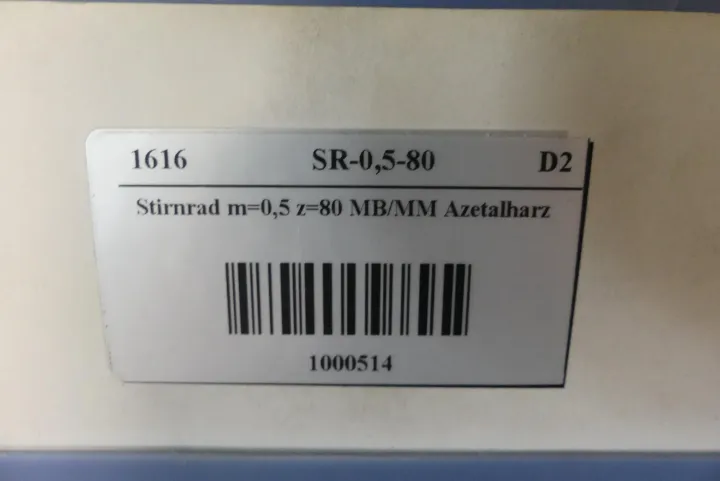 1616 SR-0,5-80 D2
Stirnrad m=0,5 z=80 MB/MM Azetalharz
1000514